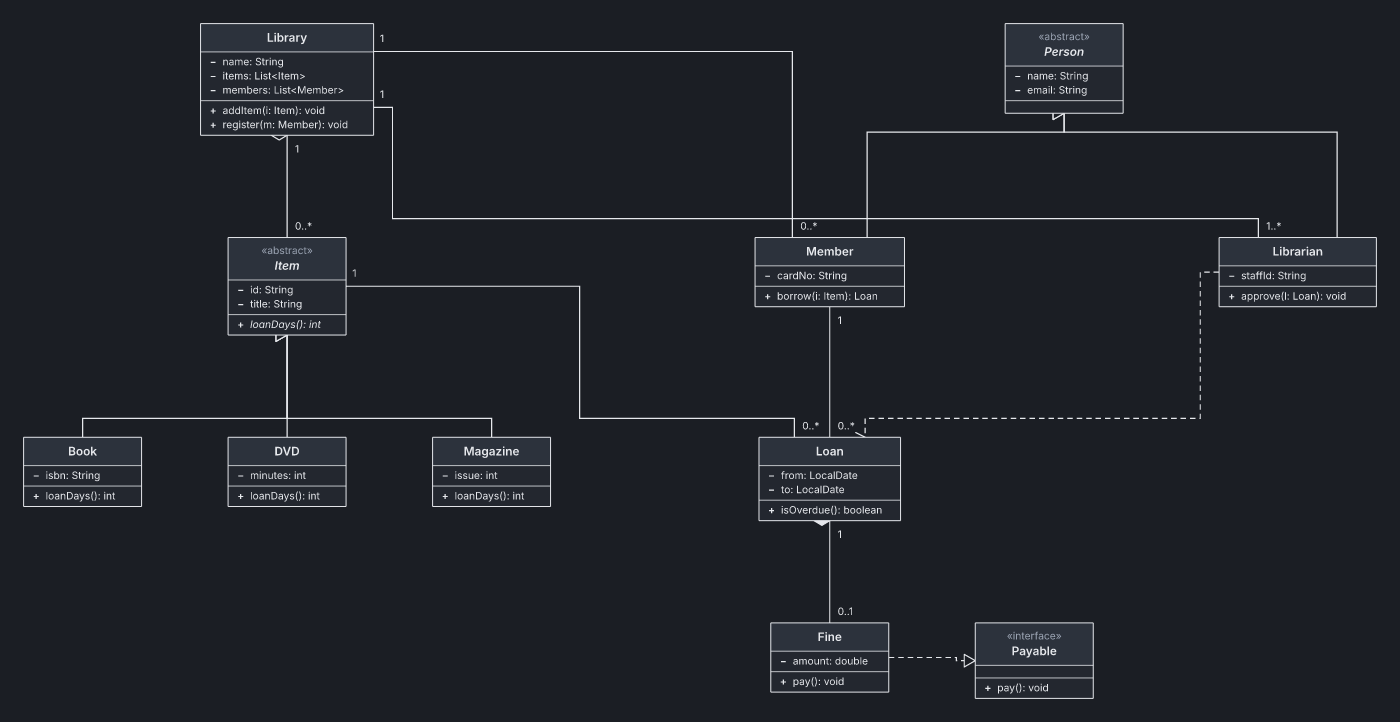 Library
− name: String
− items: List<Item>
− members: List<Member>
+ addItem(i: Item): void
+ register(m: Member): void
1
1
1
0..*
«abstract»
Person
− name: String
− email: String
«abstract»
Item
− id: String
− title: String
+ loanDays(): int
1
0..*
Member
− cardNo: String
+ borrow(i: Item): Loan
1
1..*
Librarian
− staffId: String
+ approve(l: Loan): void
Book
− isbn: String
+ loanDays(): int
DVD
− minutes: int
+ loanDays(): int
Magazine
− issue: int
+ loanDays(): int
0..*
0..*
Loan
− from: LocalDate
− to: LocalDate
+ isOverdue(): boolean
1
0..1
Fine
− amount: double
+ pay(): void
«interface»
Payable
+ pay(): void